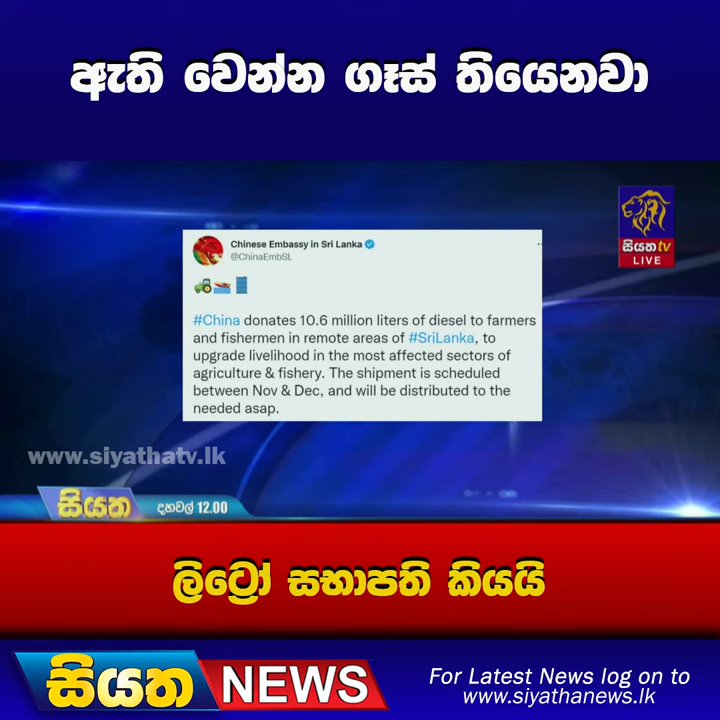 ඇති වෙන්න ගෑස් තියෙනවා
සියත tv
LIVE
Chinese Embassy in Sri Lanka
@ChinaEmbSL
#China donates 10.6 million liters of diesel to farmers
and fishermen in remote areas of #SriLanka, to
upgrade livelihood in the most affected sectors of
agriculture & fishery. The shipment is scheduled
between Nov & Dec, and will be distributed to the
needed asap.
www.siyathatv.lk
සියත දහවල් 12.00
ලිට්‍රෝ සභාපති කියයි
සියත NEWS
For Latest News log on to
www.siyathanews.lk